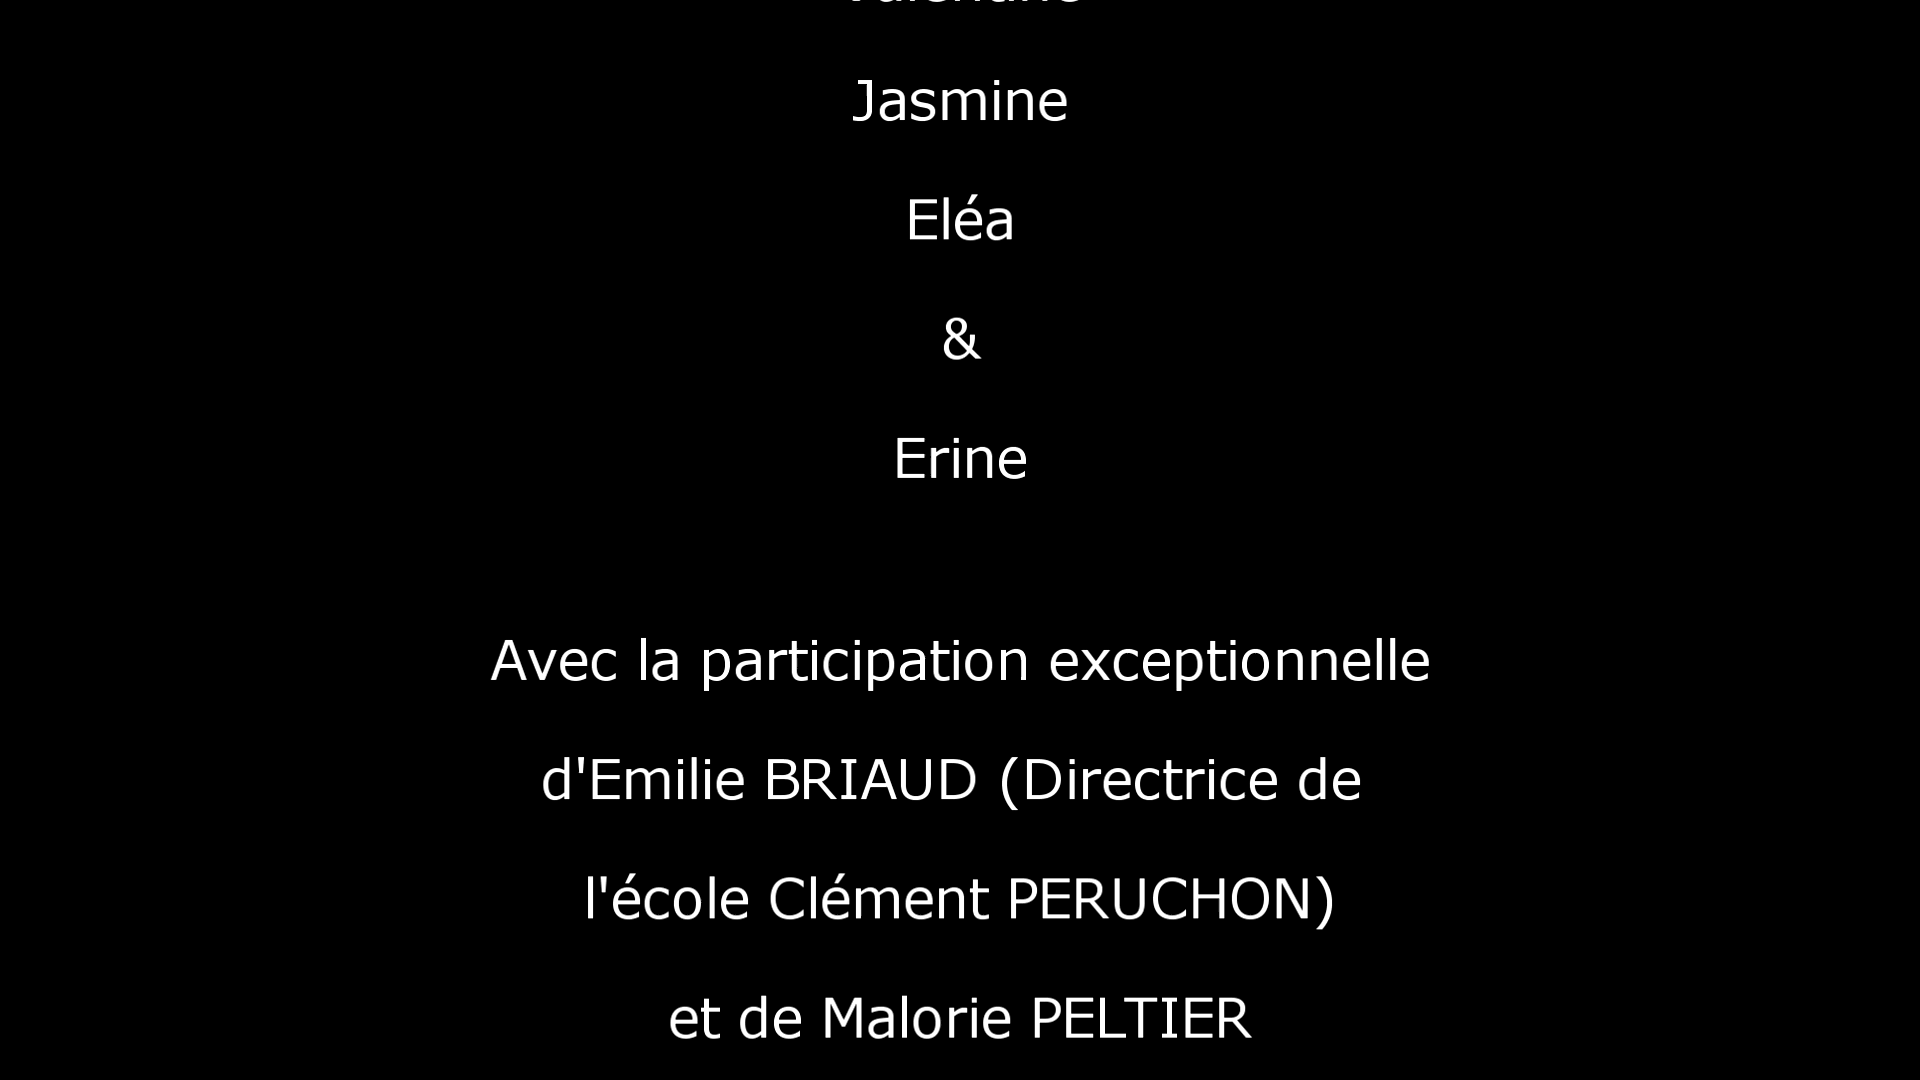 Jasmine
Eléa
&
Erine
Avec la participation exceptionnelle
d'Emilie BRIAUD (Directrice de
l'école Clément PERUCHON)
et de Malorie PELTIER